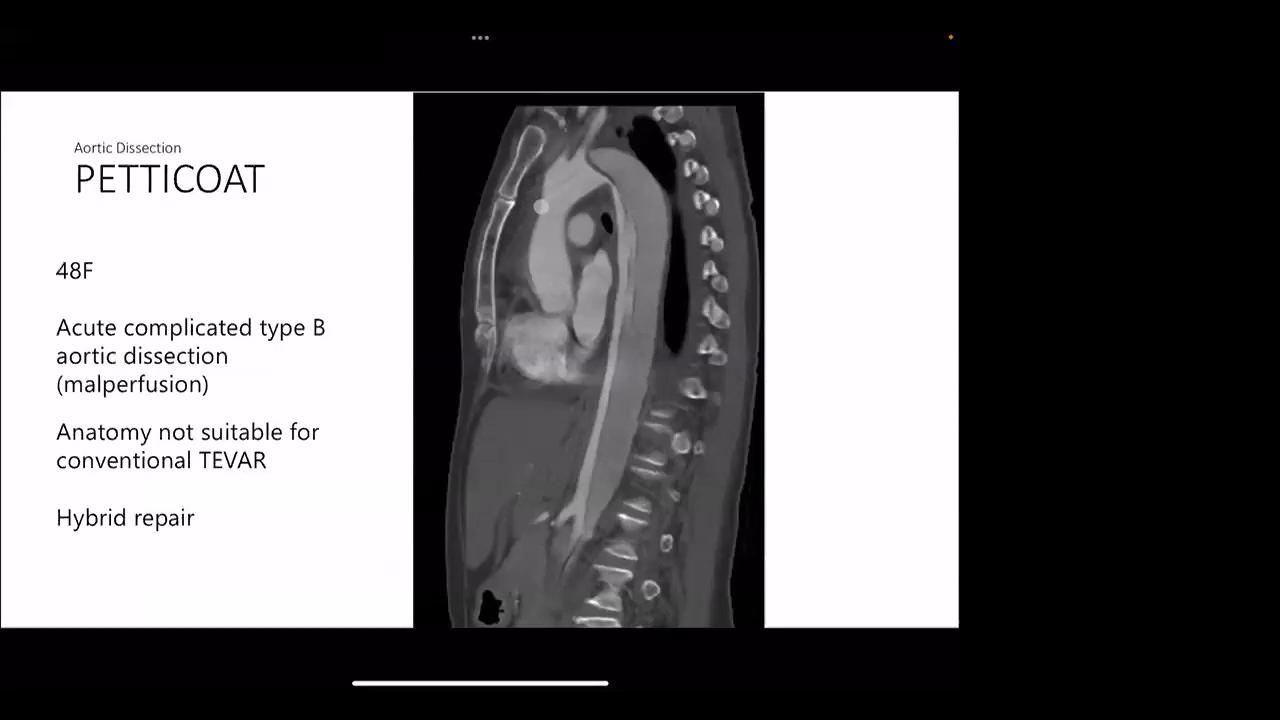 Aortic Dissection
PETTICOAT
48F
Acute complicated type B
aortic dissection
(malperfusion)
Anatomy not suitable for
conventional TEVAR
Hybrid repair